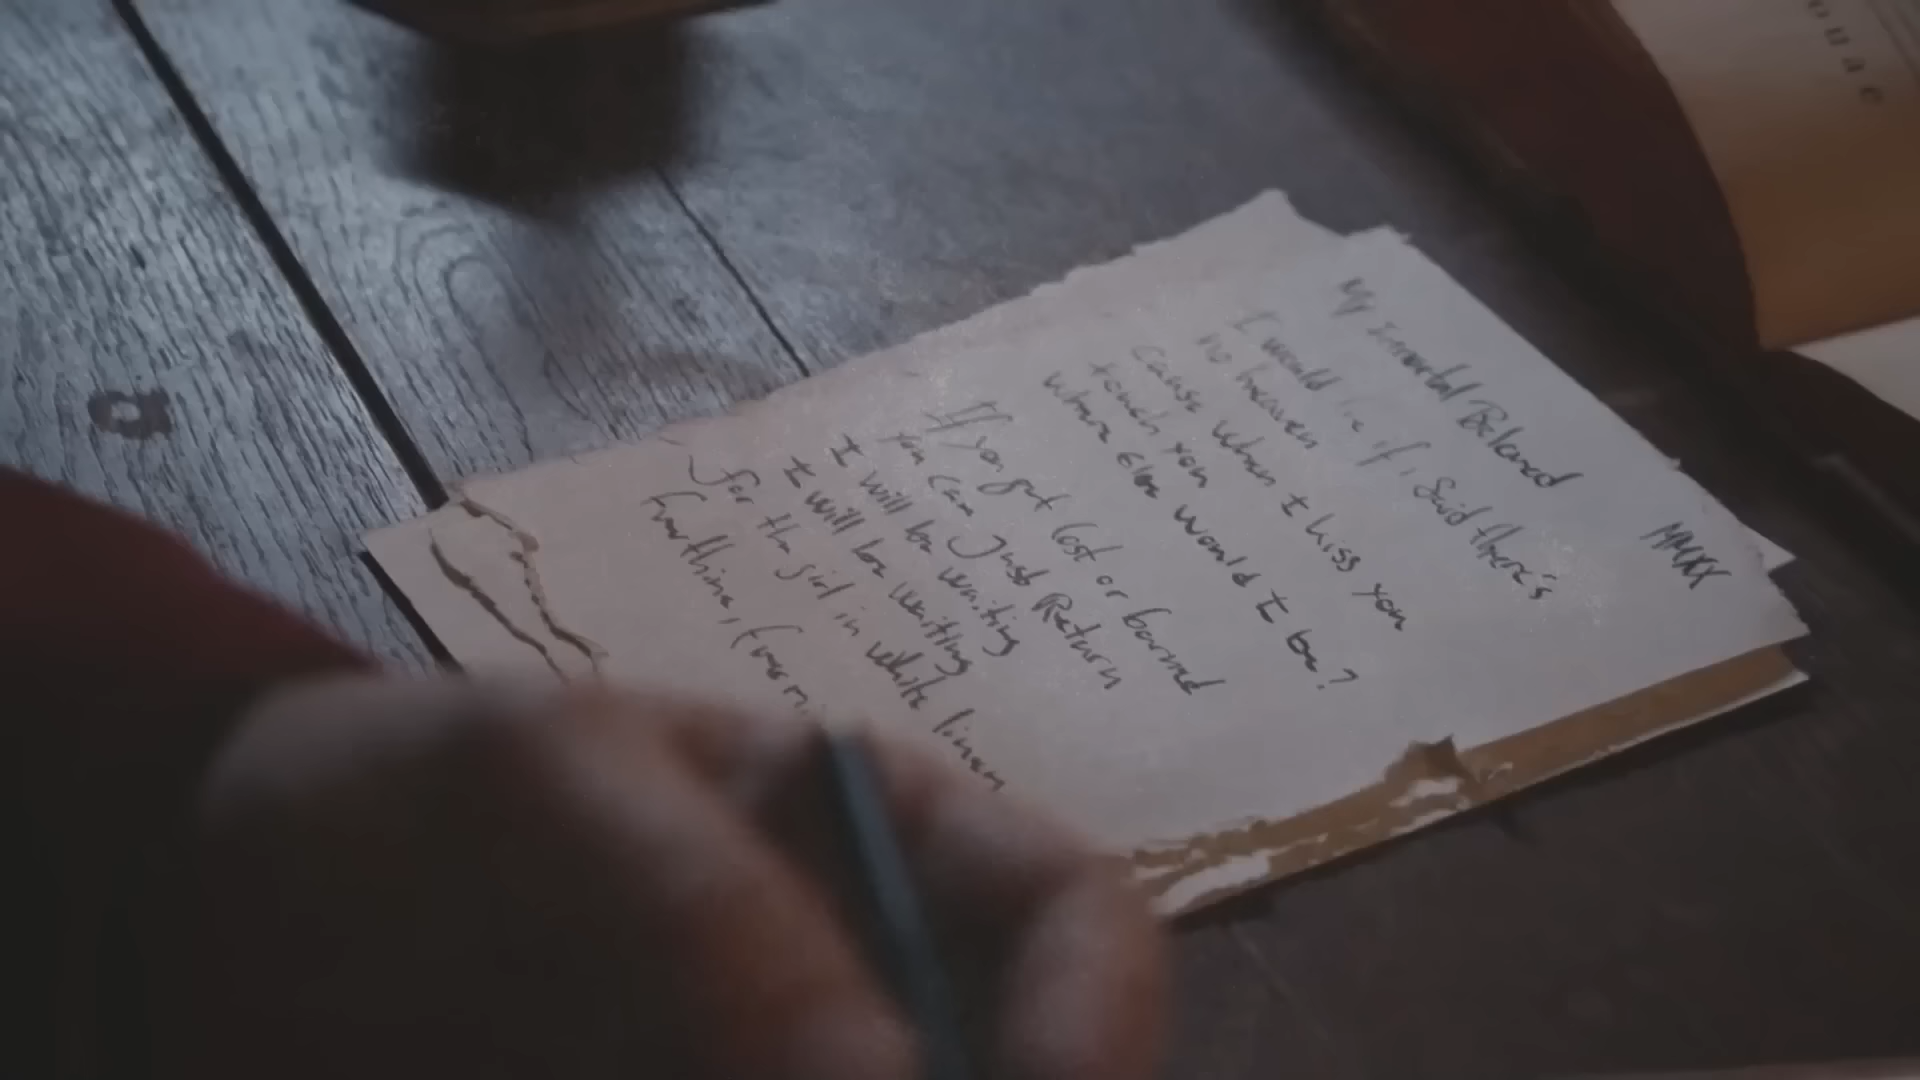 MMXX
My Immortal Beloved
I would lie if i Said there's
no heaven
cause when I kiss you
touch you
where else would I be?
If you get lost or bored
you can Just Return
I will be waiting
I will be waiting
for the girl in white linen
ouac